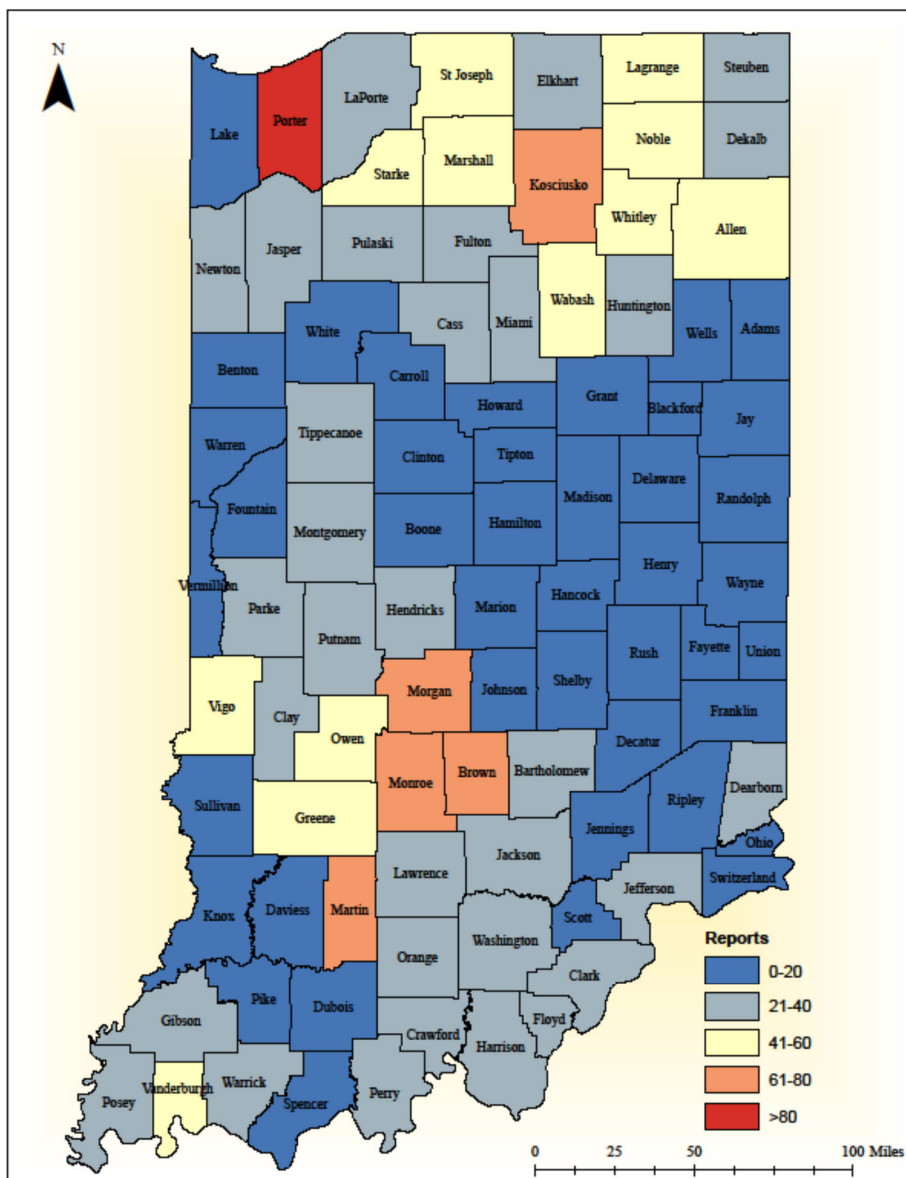 N
St Joseph
Elkhart
Lagrange
Steuben
LaPorte
Lake
Porter
Noble
Dekalb
Starke
Marshall
Kosciusko
Whitley
Allen
Newton
Jasper
Pulaski
Fulton
Wabash
Huntington
White
Cass
Miami
Wells
Adams
Benton
Carroll
Howard
Grant
Blackford
Jay
Warren
Tippecanoe
Clinton
Tipton
Madison
Delaware
Randolph
Fountain
Montgomery
Boone
Hamilton
Vermillion
Parke
Putnam
Hendricks
Marion
Hancock
Henry
Wayne
Vigo
Clay
Owen
Morgan
Johnson
Shelby
Rush
Fayette
Union
Franklin
Sullivan
Greene
Monroe
Brown
Bartholomew
Decatur
Jennings
Ripley
Dearborn
Ohio
Switzerland
Knox
Daviess
Martin
Lawrence
Jackson
Scott
Jefferson
Orange
Washington
Clark
Gibson
Pike
Dubois
Crawford
Harrison
Floyd
Posey
Vanderburgh
Warrick
Spencer
Perry
Reports
0-20
21-40
41-60
61-80
>80
0 25 50 100 Miles